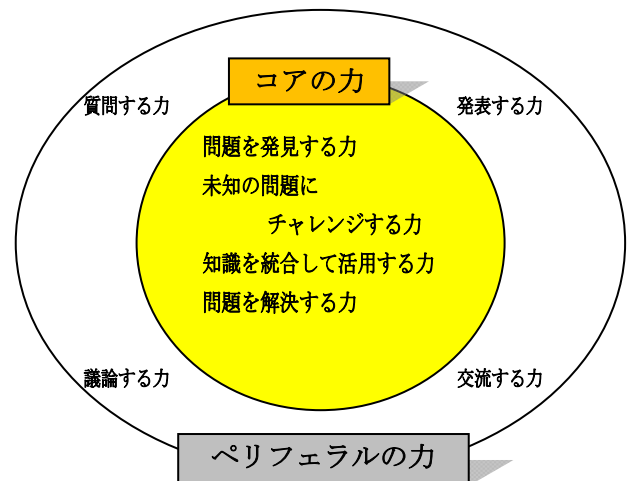 コアの力
質問する力
発表する力
問題を発見する力
未知の問題に
チャレンジする力
知識を統合して活用する力
問題を解決する力
議論する力
交流する力
ペリフェラルの力